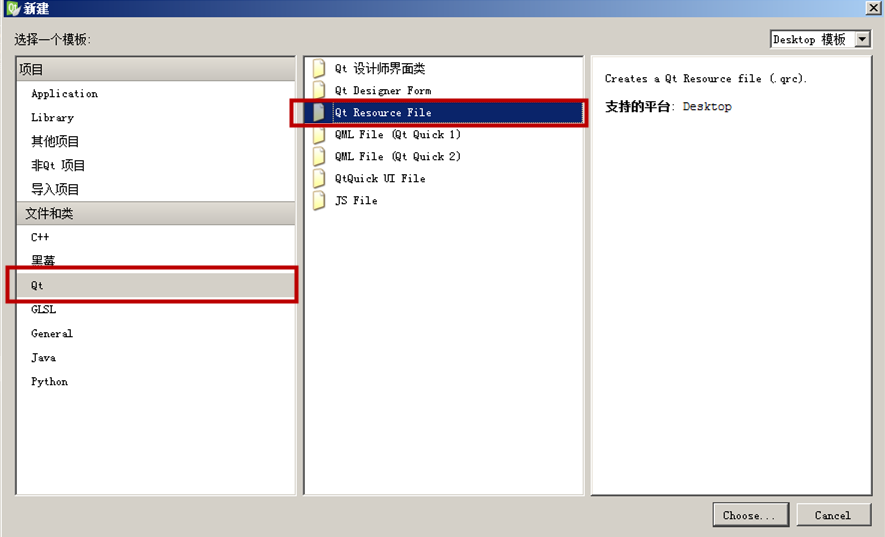 Qt 新建
选择一个模板:
Desktop 模板
项目
Application
Library
其他项目
非Qt 项目
导入项目
文件和类
C++
黑莓
Qt
GLSL
General
Java
Python
Qt 设计师界面类
Qt Designer Form
Qt Resource File
QML File (Qt Quick 1)
QML File (Qt Quick 2)
QtQuick UI File
JS File
Creates a Qt Resource file (.qrc).
支持的平台: Desktop
Choose...
Cancel